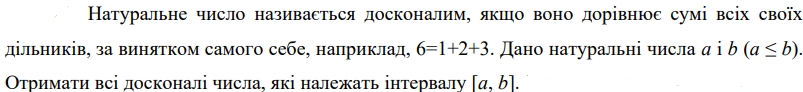 Натуральне число називається досконалим, якщо воно дорівнює сумі всіх своїх
дільників, за винятком самого себе, наприклад, 6=1+2+3. Дано натуральні числа a і b (a ≤ b).
Отримати всі досконалі числа, які належать інтервалу [a, b].